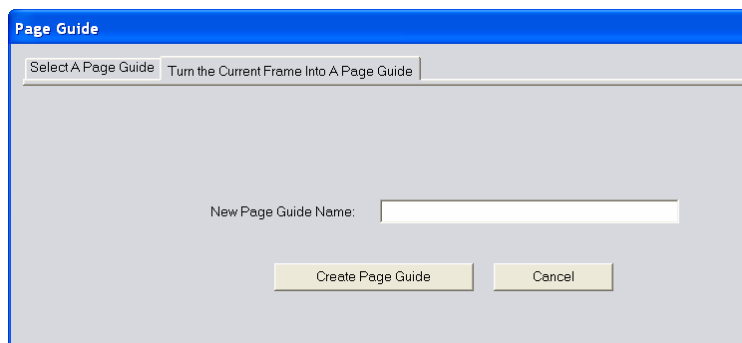 Page Guide
Select A Page Guide Turn the Current Frame Into A Page Guide
New Page Guide Name:
Create Page Guide Cancel